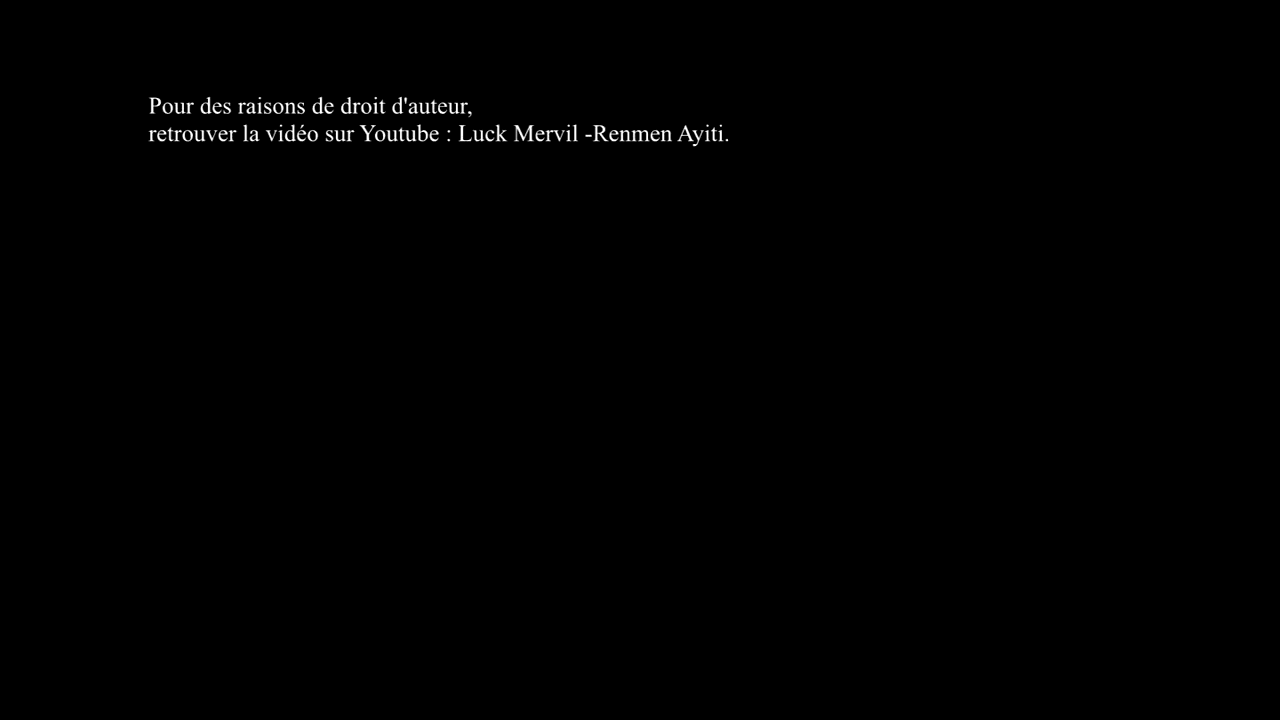 Pour des raisons de droit d'auteur,
retrouver la vidéo sur Youtube : Luck Mervil -Renmen Ayiti.